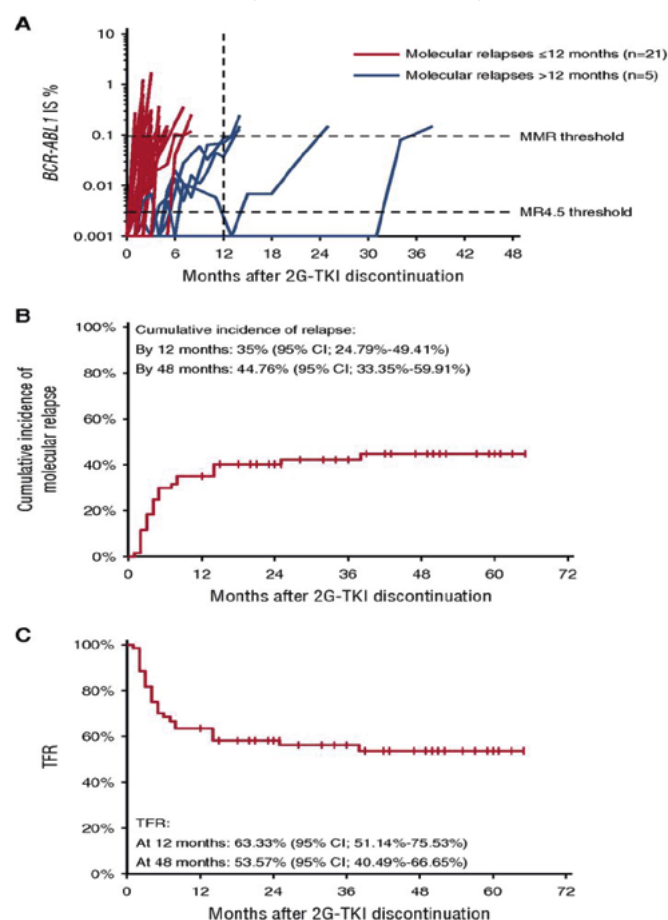 A
Molecular relapses ≤12 months (n=21)
Molecular relapses >12 months (n=5)
BCR-ABL1 IS %
10
1
0.1
0.01
0.001
MMR threshold
MR4.5 threshold
0 6 12 18 24 30 36 42 48
Months after 2G-TKI discontinuation
B
Cumulative incidence of relapse:
By 12 months: 35% (95% CI; 24.79%-49.41%)
By 48 months: 44.76% (95% CI; 33.35%-59.91%)
Cumulative incidence of
molecular relapse
100%
80%
60%
40%
20%
0%
0 12 24 36 48 60 72
Months after 2G-TKI discontinuation
C
TFR
100%
80%
60%
40%
20%
0%
TFR:
At 12 months: 63.33% (95% CI; 51.14%-75.53%)
At 48 months: 53.57% (95% CI; 40.49%-66.65%)
0 12 24 36 48 60 72
Months after 2G-TKI discontinuation